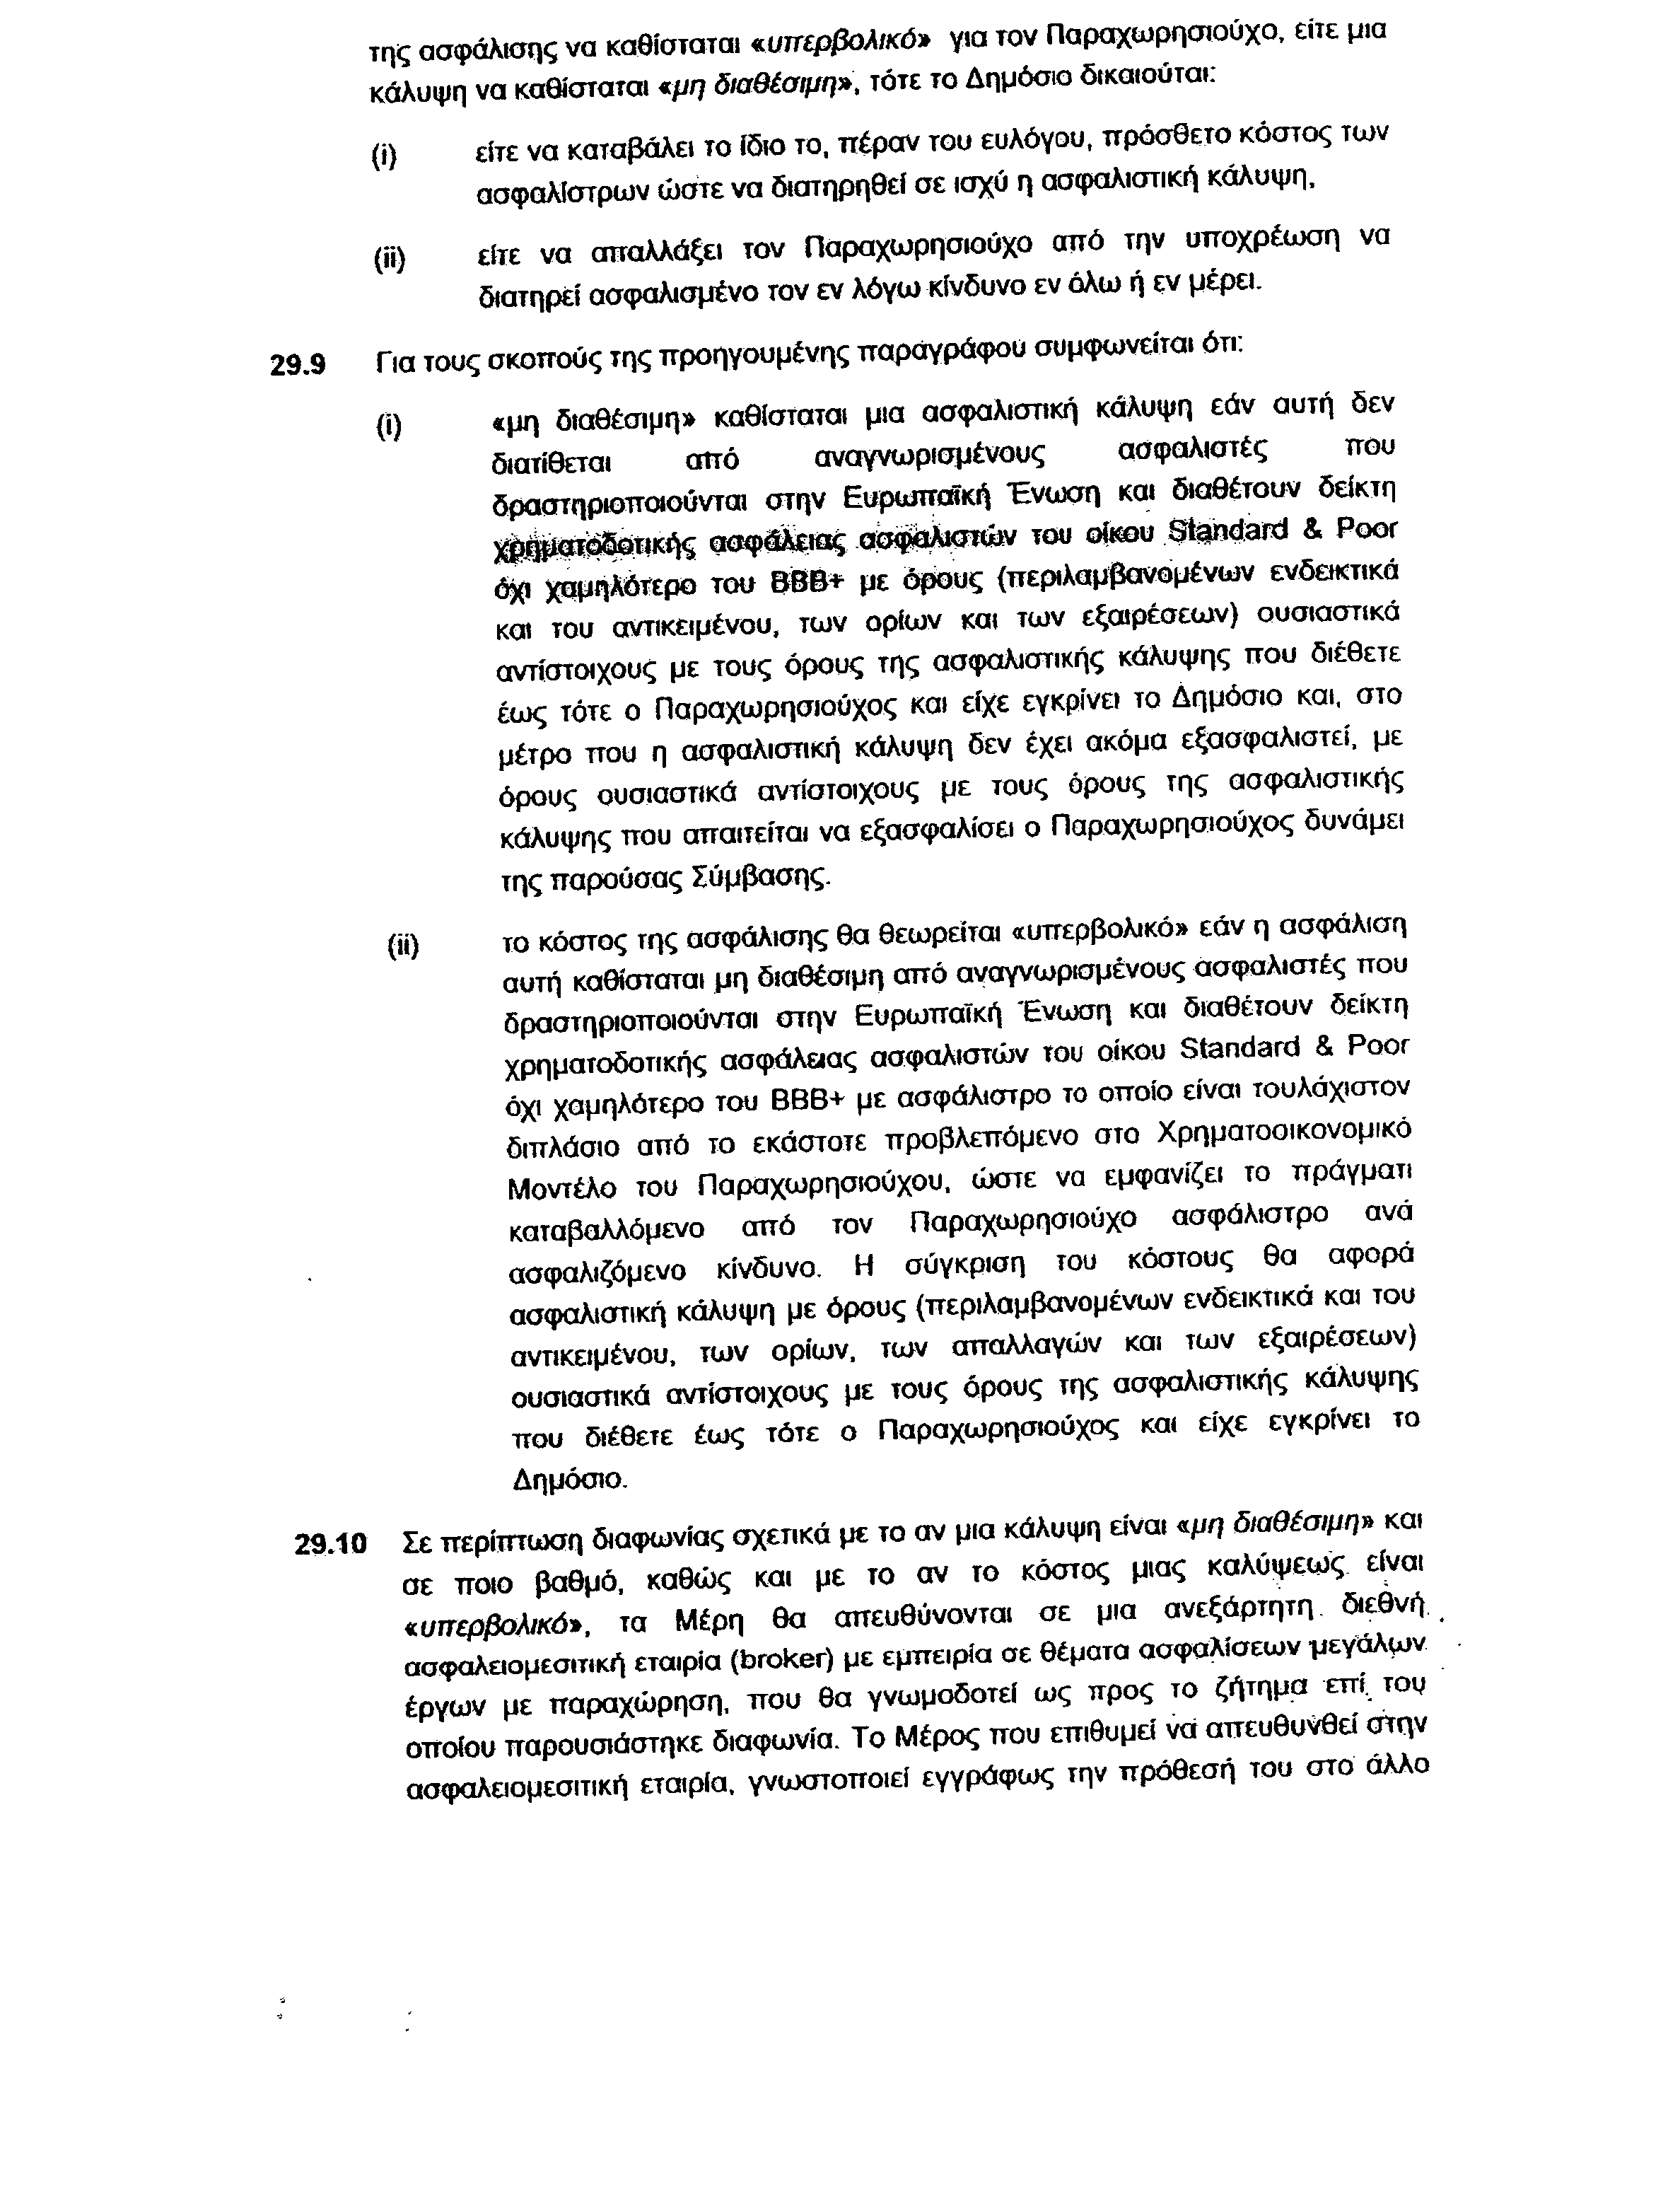 της ασφάλισης να καθίσταται «υπερβολικό» για τον Παραχωρησιούχο, είτε μια
κάλυψη να καθίσταται «μη διαθέσιμη», τότε το Δημόσιο δικαιούται:
(i) είτε να καταβάλει το ίδιο το, πέραν του ευλόγου, πρόσθετο κόστος των
ασφαλίστρων ώστε να διατηρηθεί σε ισχύ η ασφαλιστική κάλυψη,
(ii) είτε να απαλλάξει τον Παραχωρησιούχο από την υποχρέωση να
διατηρεί ασφαλισμένο τον εν λόγω κίνδυνο εν όλω ή εν μέρει.
29.9 Για τους σκοπούς της προηγουμένης παραγράφου συμφωνείται ότι:
(i) «μη διαθέσιμη» καθίσταται μια ασφαλιστική κάλυψη εάν αυτή δεν
διατίθεται από αναγνωρισμένους ασφαλιστές που
δραστηριοποιούνται στην Ευρωπαϊκή Ένωση και διαθέτουν δείκτη
χρηματοδοτικής ασφάλειας ασφαλιστών του οίκου Standard & Poor
όχι χαμηλότερο του BBB+ με όρους (περιλαμβανομένων ενδεικτικά
και του αντικειμένου, των ορίων και των εξαιρέσεων) ουσιαστικά
αντίστοιχους με τους όρους της ασφαλιστικής κάλυψης που διέθετε
έως τότε ο Παραχωρησιούχος και είχε εγκρίνει το Δημόσιο και, στο
μέτρο που η ασφαλιστική κάλυψη δεν έχει ακόμα εξασφαλιστεί, με
όρους ουσιαστικά αντίστοιχους με τους όρους της ασφαλιστικής
κάλυψης που απαιτείται να εξασφαλίσει ο Παραχωρησιούχος δυνάμει
της παρούσας Σύμβασης.
(ii) το κόστος της ασφάλισης θα θεωρείται «υπερβολικό» εάν η ασφάλιση
αυτή καθίσταται μη διαθέσιμη από αναγνωρισμένους ασφαλιστές που
δραστηριοποιούνται στην Ευρωπαϊκή Ένωση και διαθέτουν δείκτη
χρηματοδοτικής ασφάλειας ασφαλιστών του οίκου Standard & Poor
όχι χαμηλότερο του BBB+ με ασφάλιστρο το οποίο είναι τουλάχιστον
διπλάσιο από το εκάστοτε προβλεπόμενο στο Χρηματοοικονομικό
Μοντέλο του Παραχωρησιούχου, ώστε να εμφανίζει το πράγματι
καταβαλλόμενο από τον Παραχωρησιούχο ασφάλιστρο ανά
ασφαλιζόμενο κίνδυνο. Η σύγκριση του κόστους θα αφορά
ασφαλιστική κάλυψη με όρους (περιλαμβανομένων ενδεικτικά και του
αντικειμένου, των ορίων, των απαλλαγών και των εξαιρέσεων)
ουσιαστικά αντίστοιχους με τους όρους της ασφαλιστικής κάλυψης
που διέθετε έως τότε ο Παραχωρησιούχος και είχε εγκρίνει το
Δημόσιο.
29.10 Σε περίπτωση διαφωνίας σχετικά με το αν μια κάλυψη είναι «μη διαθέσιμη» και
σε ποιο βαθμό, καθώς και με το αν το κόστος μιας καλύψεως είναι
«υπερβολικό», τα Μέρη θα απευθύνονται σε μια ανεξάρτητη διεθνή
ασφαλειομεσιτική εταιρία (broker) με εμπειρία σε θέματα ασφαλίσεων μεγάλων
έργων με παραχώρηση, που θα γνωμοδοτεί ως προς το ζήτημα επί του
οποίου παρουσιάστηκε διαφωνία. Το Μέρος που επιθυμεί να απευθυνθεί στην
ασφαλειομεσιτική εταιρία, γνωστοποιεί εγγράφως την πρόθεσή του στο άλλο